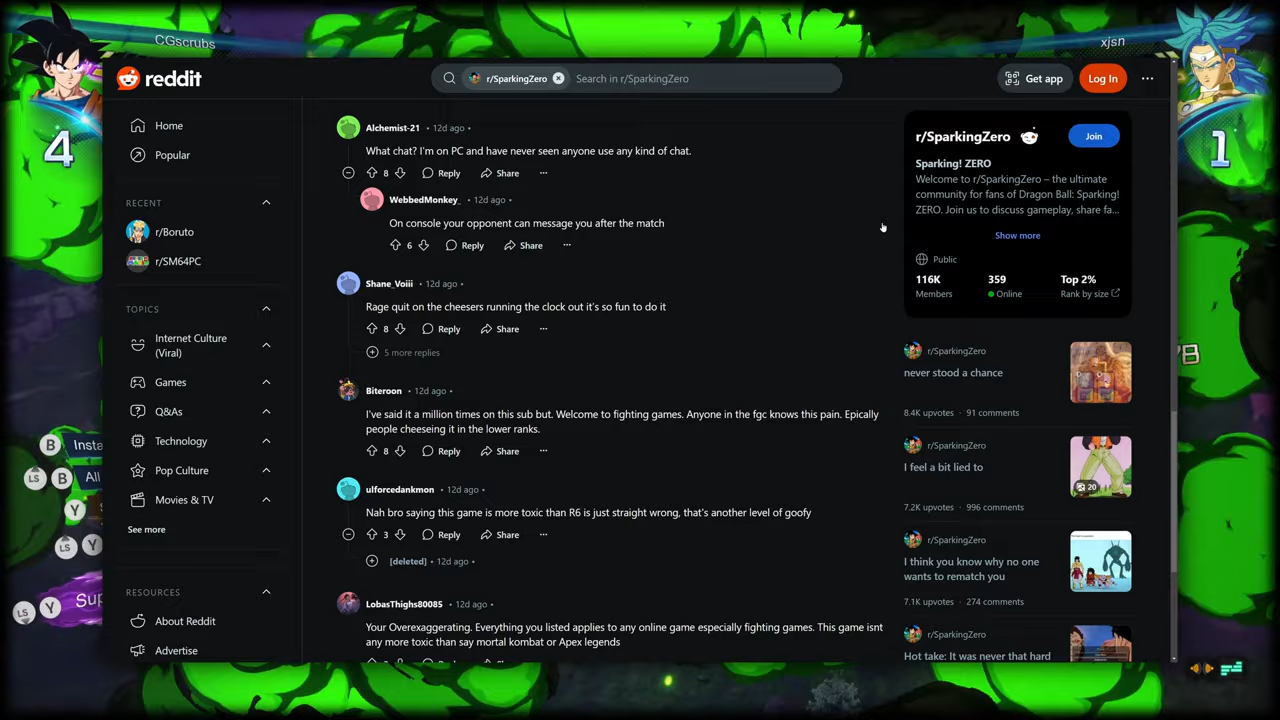 CGscrubs
xjsn
4
1
reddit
r/SparkingZero
Search in r/SparkingZero
Get app
Log In
Home
Popular
RECENT
r/Boruto
r/SM64PC
TOPICS
Internet Culture
(Viral)
Games
Q&As
Technology
Pop Culture
Movies & TV
See more
RESOURCES
About Reddit
Advertise
Alchemist-21 • 12d ago •
What chat? I'm on PC and have never seen anyone use any kind of chat.
8 Reply Share
WebbedMonkey_ • 12d ago •
On console your opponent can message you after the match
6 Reply Share
Shane_Voiii • 12d ago •
Rage quit on the cheesers running the clock out it's so fun to do it
8 Reply Share
5 more replies
Biteroon • 12d ago •
I've said it a million times on this sub but. Welcome to fighting games. Anyone in the fgc knows this pain. Epically
people cheeseing it in the lower ranks.
8 Reply Share
ulforcedankmon • 12d ago •
Nah bro saying this game is more toxic than R6 is just straight wrong, that's another level of goofy
3 Reply Share
[deleted] • 12d ago •
LobasThighs80085 • 12d ago •
Your Overexaggerating. Everything you listed applies to any online game especially fighting games. This game isnt
any more toxic than say mortal kombat or Apex legends
r/SparkingZero
Join
Sparking! ZERO
Welcome to r/SparkingZero – the ultimate
community for fans of Dragon Ball: Sparking!
ZERO. Join us to discuss gameplay, share fa...
Show more
Public
116K 359 Top 2%
Members Online Rank by size
r/SparkingZero
never stood a chance
8.4K upvotes • 91 comments
r/SparkingZero
I feel a bit lied to
20
7.2K upvotes • 996 comments
r/SparkingZero
I think you know why no one
wants to rematch you
7.1K upvotes • 274 comments
r/SparkingZero
Hot take: It was never that hard
B Insta
LS B All
Y
LS Y
LS Y Sup